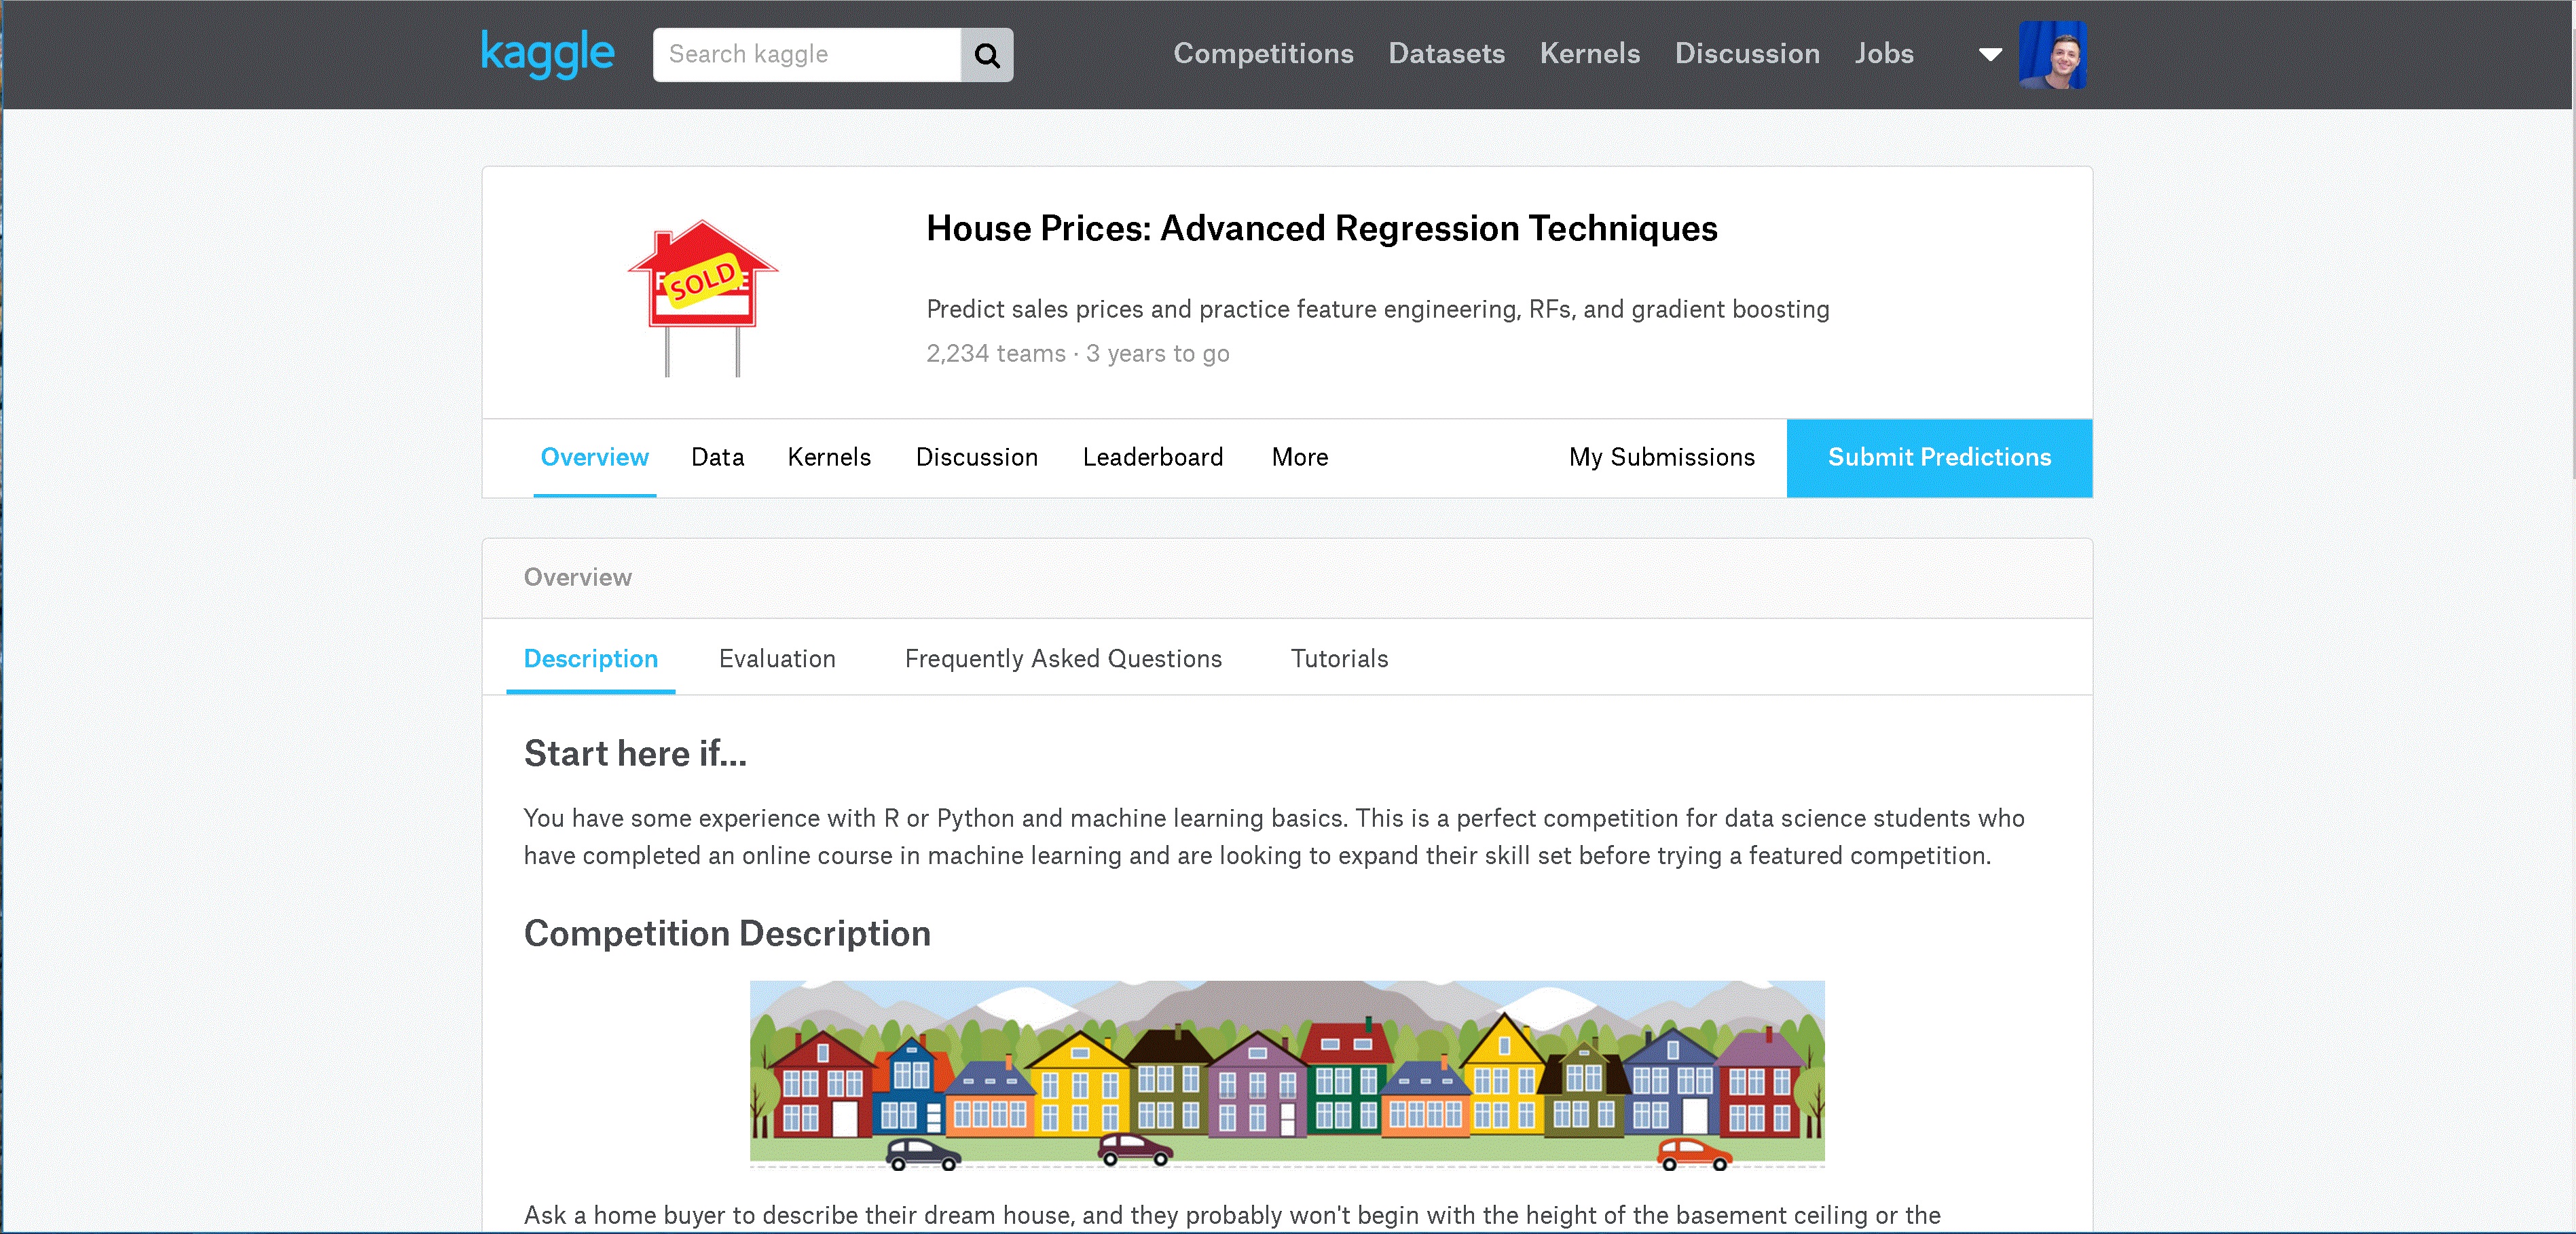 kaggle
Search kaggle
Competitions Datasets Kernels Discussion Jobs
SOLD
House Prices: Advanced Regression Techniques
Predict sales prices and practice feature engineering, RFs, and gradient boosting
2,234 teams · 3 years to go
Overview Data Kernels Discussion Leaderboard More My Submissions Submit Predictions
Overview
Description Evaluation Frequently Asked Questions Tutorials
Start here if...
You have some experience with R or Python and machine learning basics. This is a perfect competition for data science students who
have completed an online course in machine learning and are looking to expand their skill set before trying a featured competition.
Competition Description
Ask a home buyer to describe their dream house, and they probably won't begin with the height of the basement ceiling or the